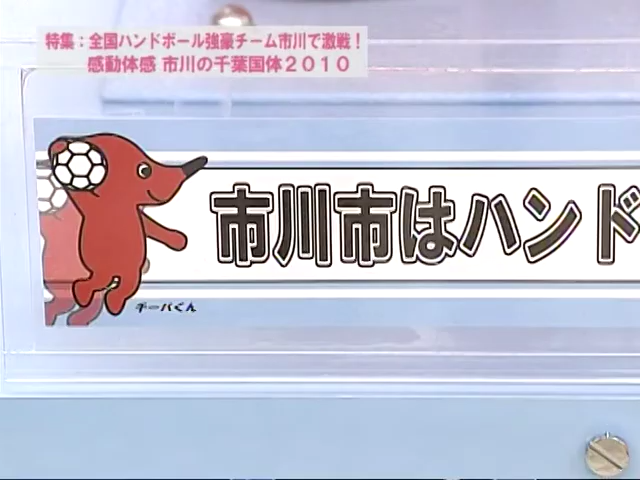 特集：全国ハンドボール強豪チーム市川で激戦！
感動体感 市川の千葉国体２０１０
市川市はハンド
チーバくん